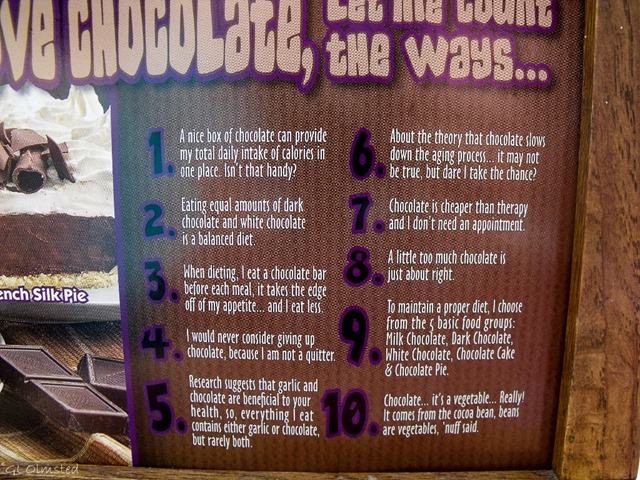 ve CHOCOLate, Let me count
the ways...
1. A nice box of chocolate can provide
my total daily intake of calories in
one place. Isn't that handy?
2. Eating equal amounts of dark
chocolate and white chocolate
is a balanced diet.
3. When dieting, I eat a chocolate bar
before each meal, it takes the edge
off of my appetite... and I eat less.
4. I would never consider giving up
chocolate, because I am not a quitter.
5. Research suggests that garlic and
chocolate are beneficial to your
health, so, everything I eat
contains either garlic or chocolate,
but rarely both.
6. About the theory that chocolate slows
down the aging process... it may not
be true, but dare I take the chance?
7. Chocolate is cheaper than therapy
and I don't need an appointment.
8. A little too much chocolate is
just about right.
9. To maintain a proper diet, I choose
from the 5 basic food groups:
Milk Chocolate, Dark Chocolate,
White Chocolate, Chocolate Cake
& Chocolate Pie.
10. Chocolate... it's a vegetable... Really!
It comes from the cocoa bean, beans
are vegetables, 'nuff said.
ench Silk Pie
GL Olmsted